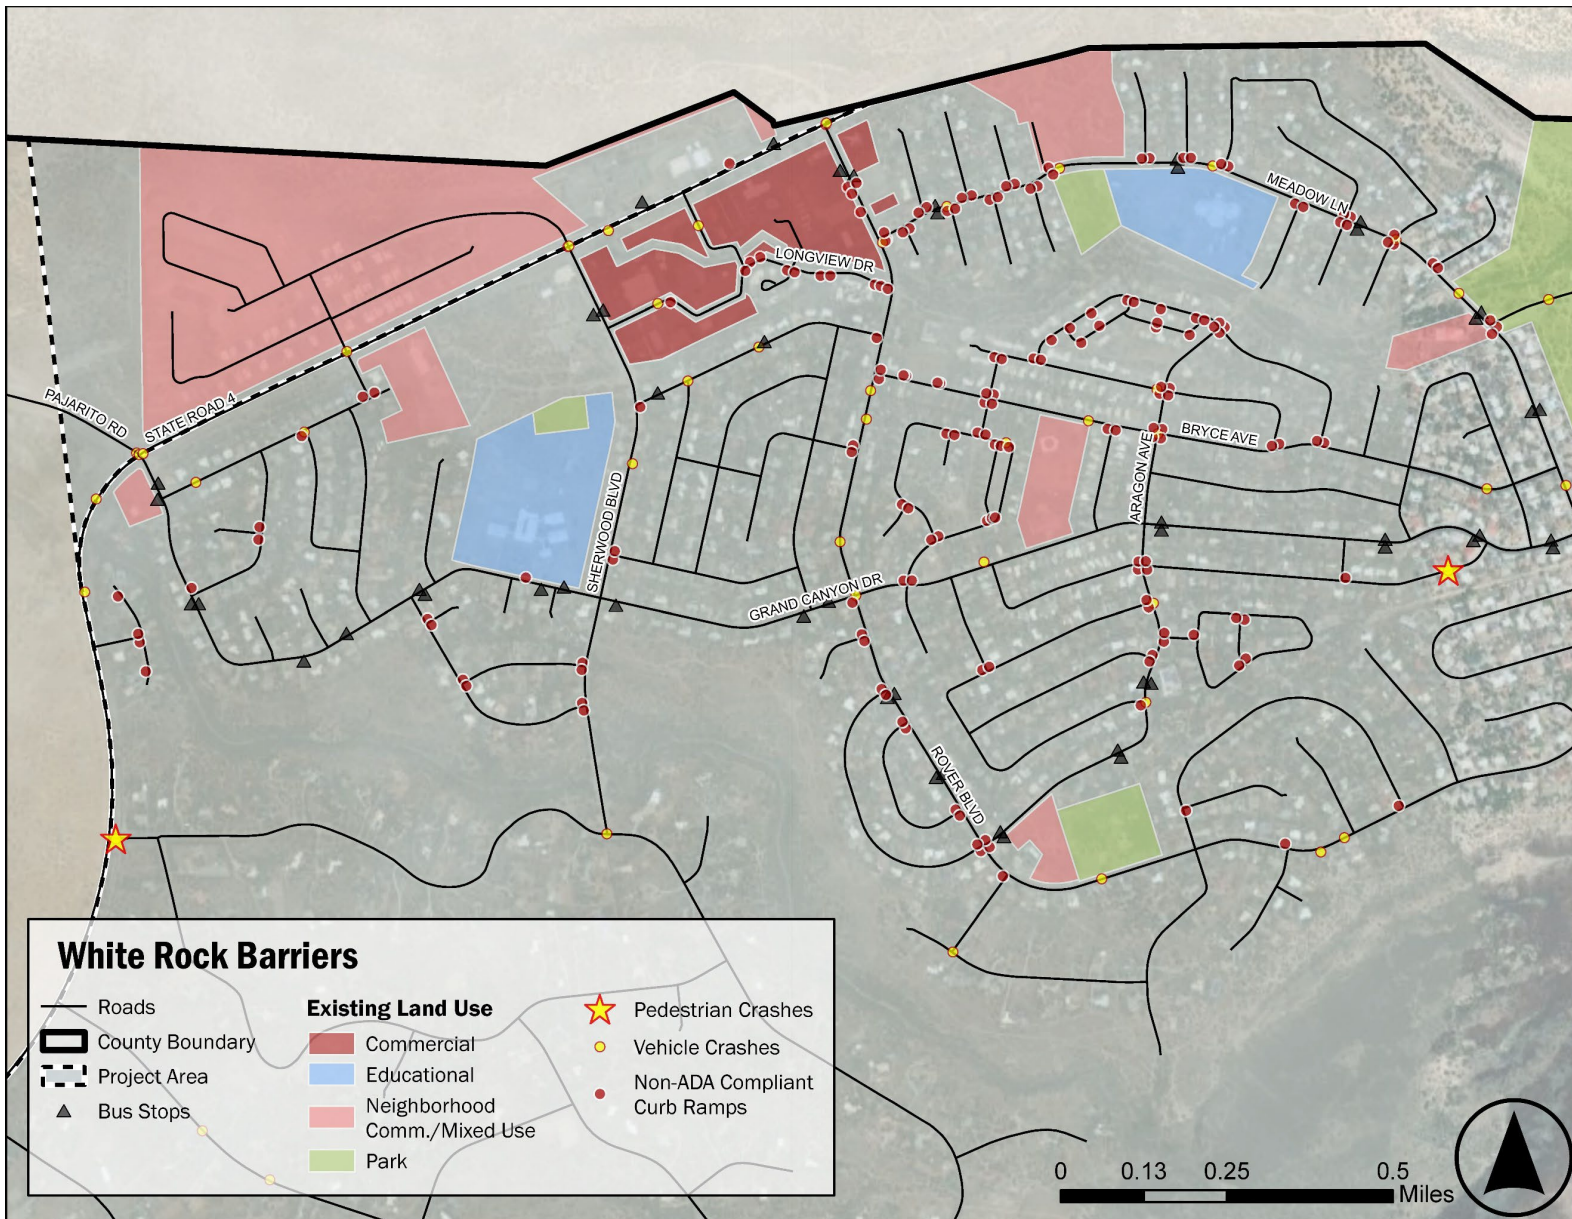 MEADOW LN
LONGVIEW DR
PAJARITO RD
STATE ROAD 4
BRYCE AVE
ARAGON AVE
SHERWOOD BLVD
GRAND CANYON DR
ROVER BLVD
White Rock Barriers
Roads
County Boundary
Project Area
Bus Stops
Existing Land Use
Commercial
Educational
Neighborhood
Comm./Mixed Use
Park
Pedestrian Crashes
Vehicle Crashes
Non-ADA Compliant
Curb Ramps
0 0.13 0.25 0.5
Miles